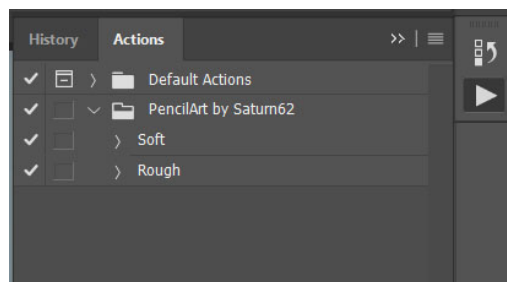 History Actions
Default Actions
PencilArt by Saturn62
Soft
Rough